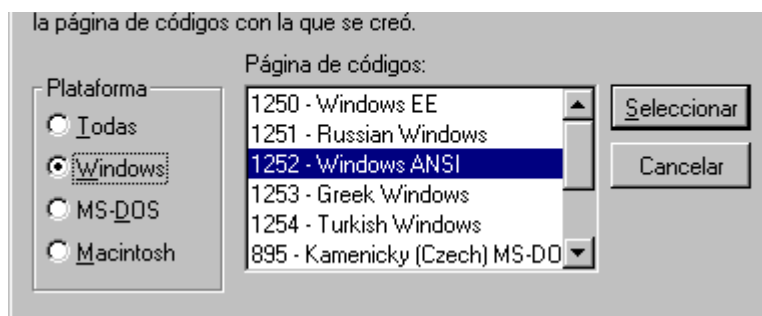 la página de códigos con la que se creó.
Plataforma
Todas
Windows
MS-DOS
Macintosh
Página de códigos:
1250 - Windows EE
1251 - Russian Windows
1252 - Windows ANSI
1253 - Greek Windows
1254 - Turkish Windows
895 - Kamenicky (Czech) MS-DO
Seleccionar
Cancelar